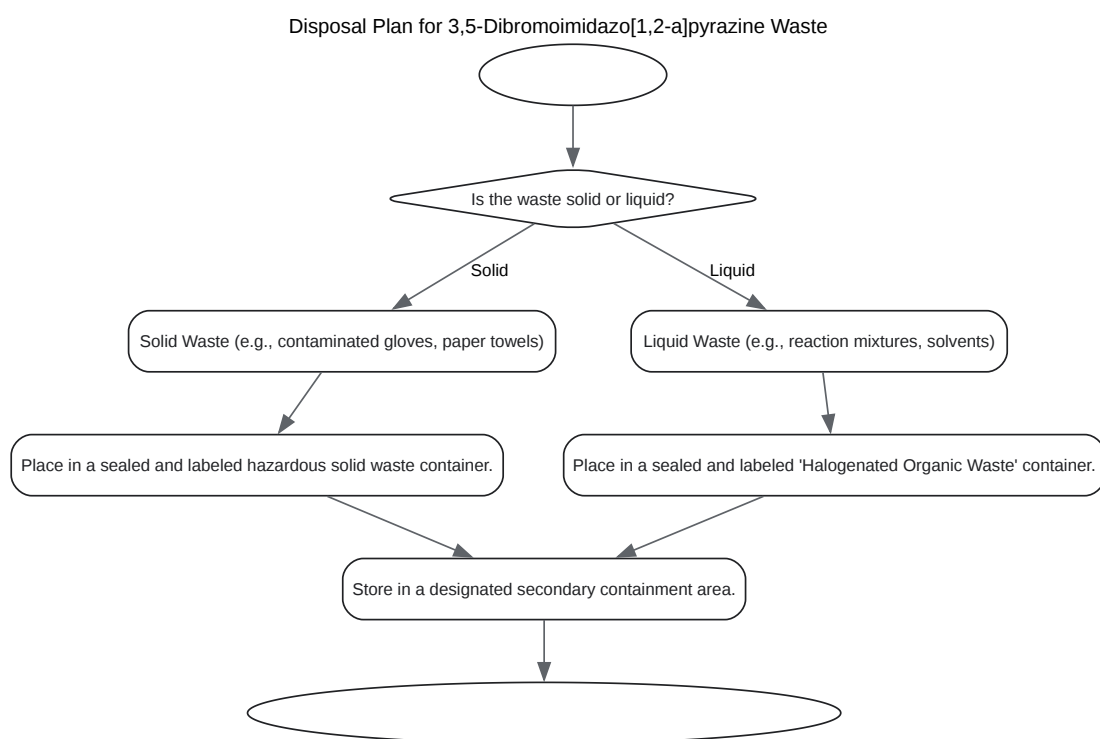 Disposal Plan for 3,5-Dibromoimidazo[1,2-a]pyrazine Waste
Is the waste solid or liquid?
Solid
Liquid
Solid Waste (e.g., contaminated gloves, paper towels)
Liquid Waste (e.g., reaction mixtures, solvents)
Place in a sealed and labeled hazardous solid waste container.
Place in a sealed and labeled 'Halogenated Organic Waste' container.
Store in a designated secondary containment area.